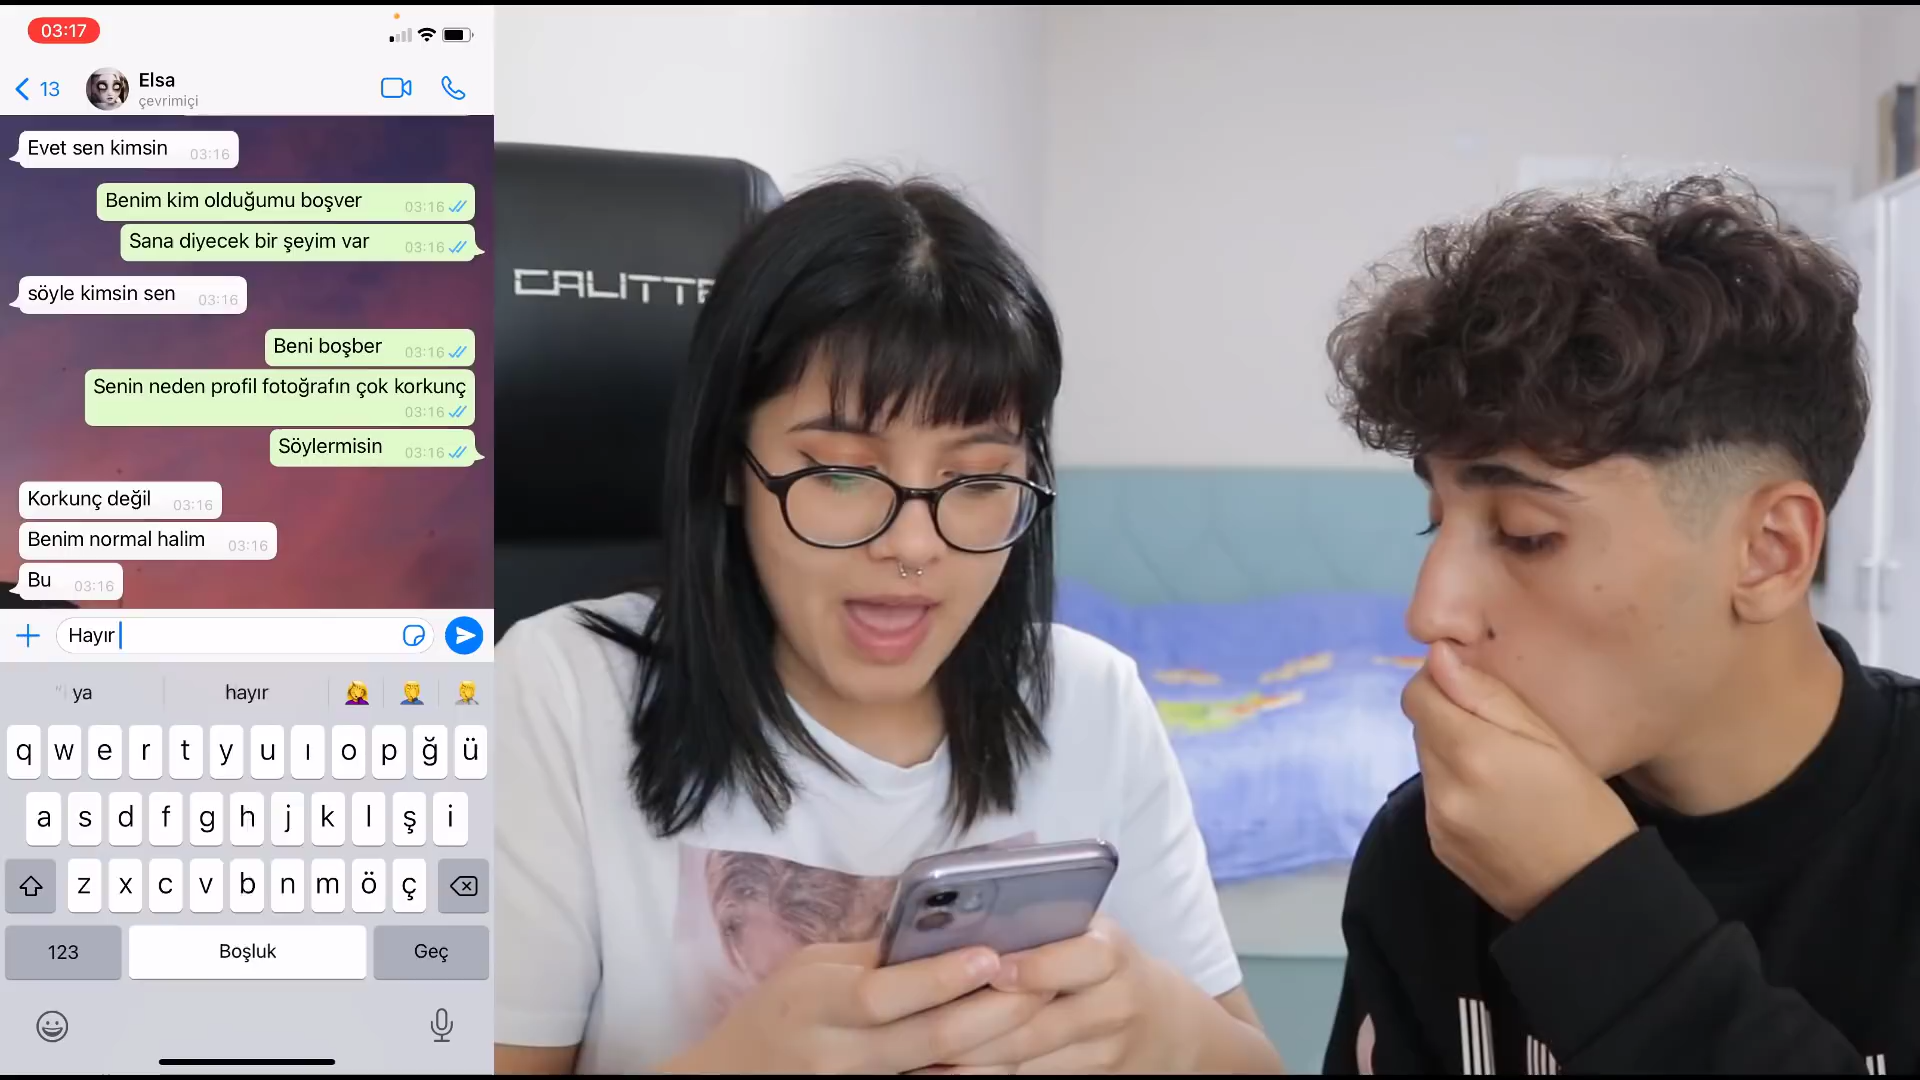 03:17
13
Elsa
çevrimiçi
Evet sen kimsin 03:16
Benim kim olduğumu boşver 03:16
Sana diyecek bir şeyim var 03:16
söyle kimsin sen 03:16
Beni boşber 03:16
Senin neden profil fotoğrafın çok korkunç
03:16
Söylermisin 03:16
Korkunç değil 03:16
Benim normal halim 03:16
Bu 03:16
Hayır
ya hayır
q w e r t y u ı o p ğ ü
a s d f g h j k l ş i
z x c v b n m ö ç
123 Boşluk Geç